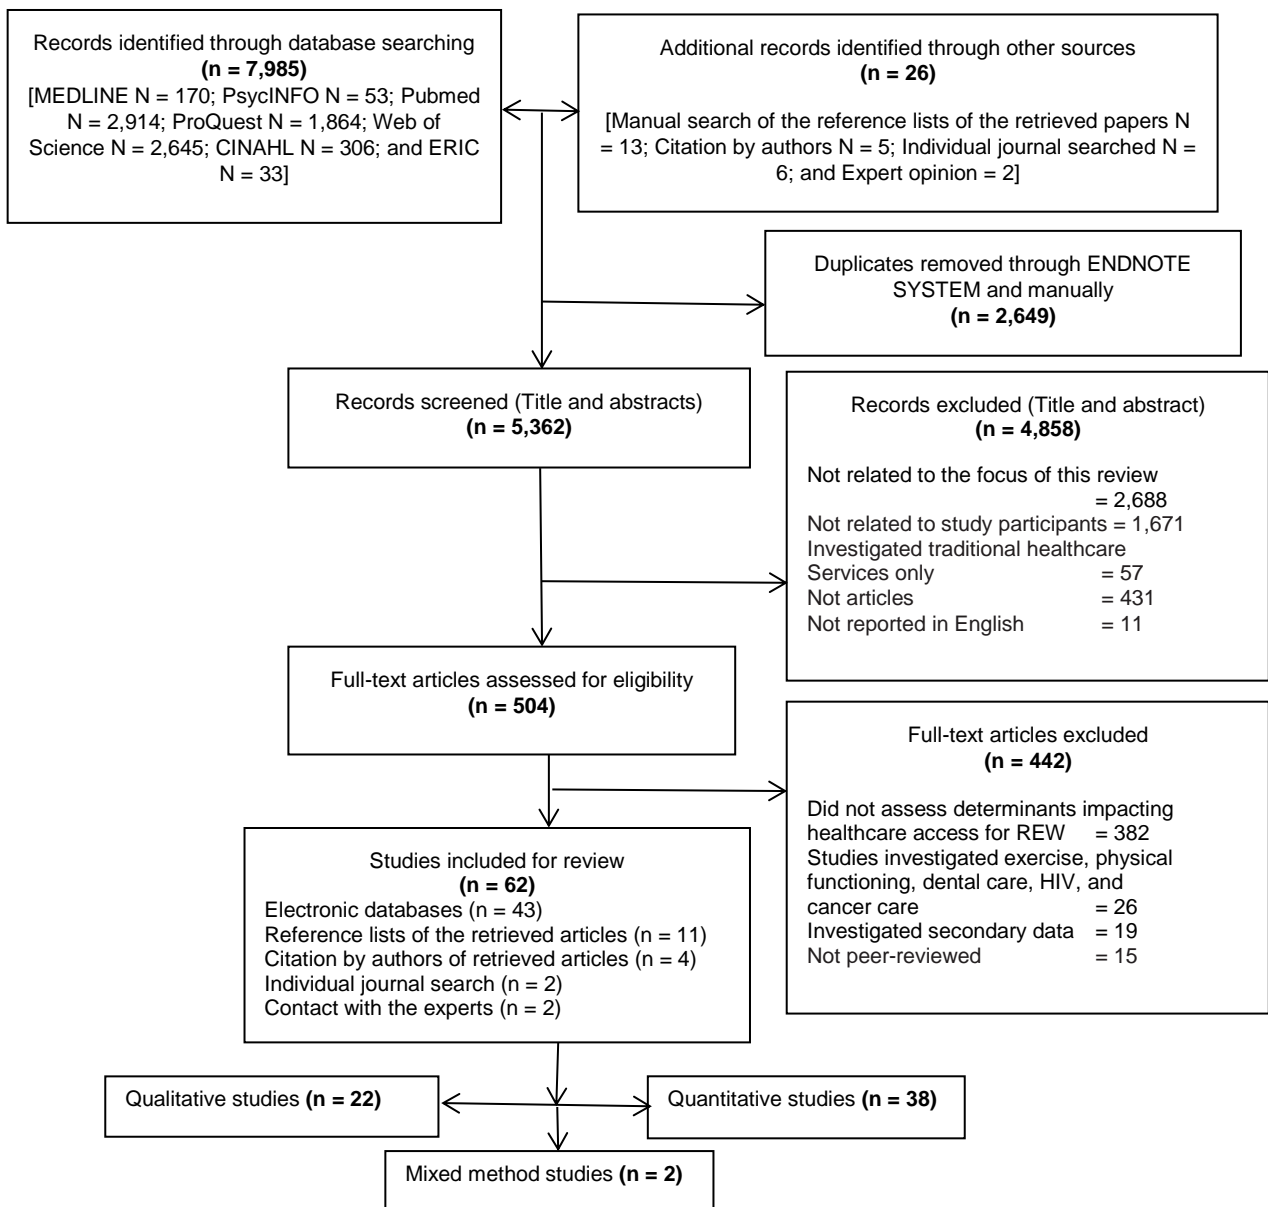 Records identified through database searching
(n = 7,985)
[MEDLINE N = 170; PsycINFO N = 53; Pubmed
N = 2,914; ProQuest N = 1,864; Web of
Science N = 2,645; CINAHL N = 306; and ERIC
N = 33]
Additional records identified through other sources
(n = 26)
[Manual search of the reference lists of the retrieved papers N
= 13; Citation by authors N = 5; Individual journal searched N =
6; and Expert opinion = 2]
Duplicates removed through ENDNOTE
SYSTEM and manually
(n = 2,649)
Records screened (Title and abstracts)
(n = 5,362)
Records excluded (Title and abstract)
(n = 4,858)
Not related to the focus of this review
= 2,688
Not related to study participants = 1,671
Investigated traditional healthcare
Services only = 57
Not articles = 431
Not reported in English = 11
Full-text articles assessed for eligibility
(n = 504)
Full-text articles excluded
(n = 442)
Did not assess determinants impacting
healthcare access for REW = 382
Studies investigated exercise, physical
functioning, dental care, HIV, and
cancer care = 26
Investigated secondary data = 19
Not peer-reviewed = 15
Studies included for review
(n = 62)
Electronic databases (n = 43)
Reference lists of the retrieved articles (n = 11)
Citation by authors of retrieved articles (n = 4)
Individual journal search (n = 2)
Contact with the experts (n = 2)
Qualitative studies (n = 22)
Quantitative studies (n = 38)
Mixed method studies (n = 2)